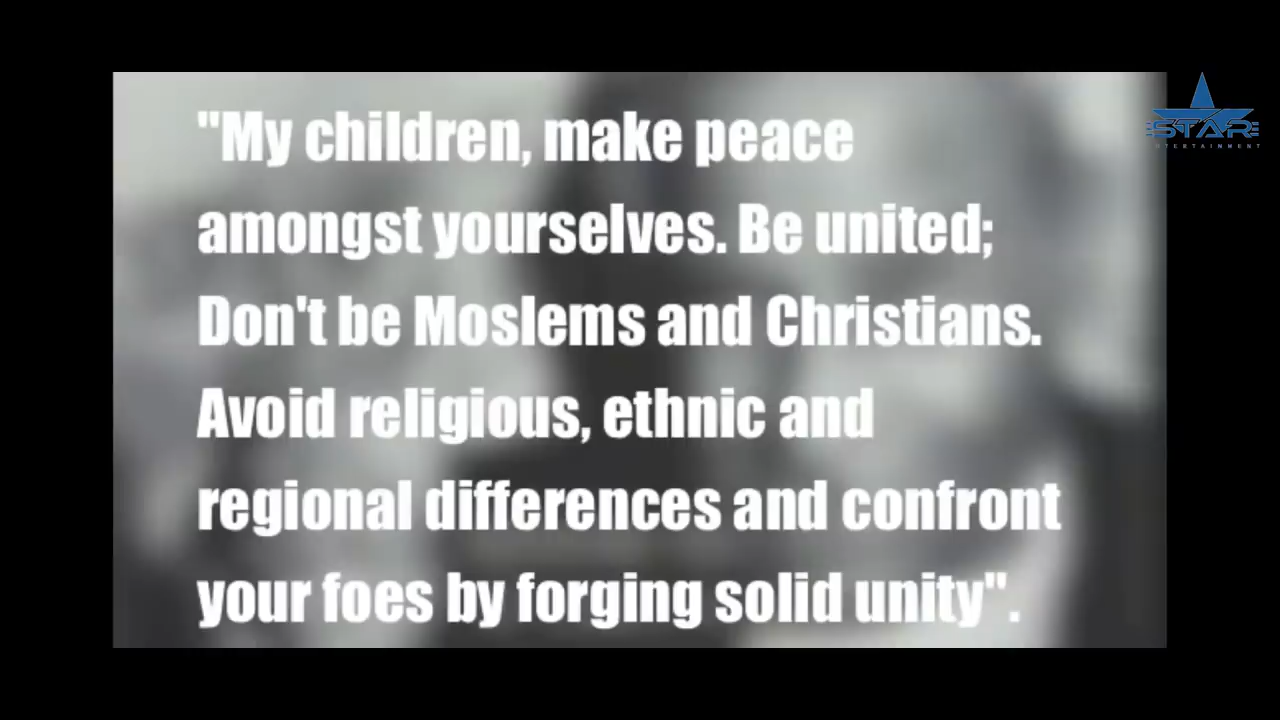 "My children, make peace
amongst yourselves. Be united;
Don't be Moslems and Christians.
Avoid religious, ethnic and
regional differences and confront
your foes by forging solid unity".
STAR